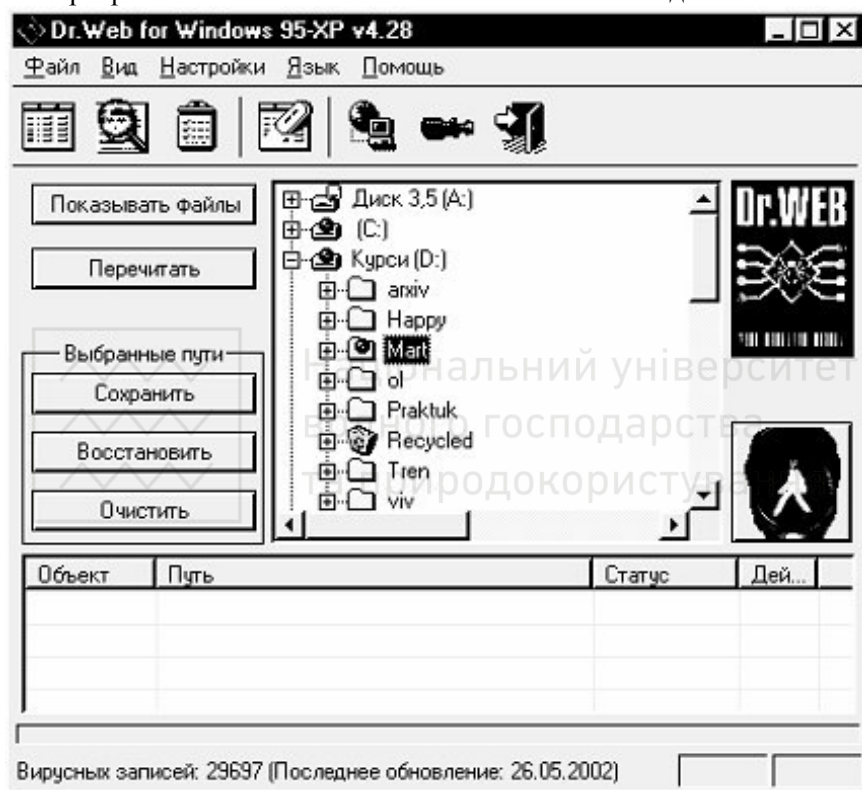 Dr.Web for Windows 95-XP v4.28
Файл Вид Настройки Язык Помощь
Показывать файлы
Перечитать
Выбранные пути
Сохранить
Восстановить
Очистить
Диск 3,5 (A:)
(C:)
Курси (D:)
arxiv
Happy
Mart
ol
Praktuk
Recycled
Tren
viv
Dr.WEB
Національний університет
водного господарства
та природокористування
Объект Путь Статус Дей...
Вирусных записей: 29697 (Последнее обновление: 26.05.2002)